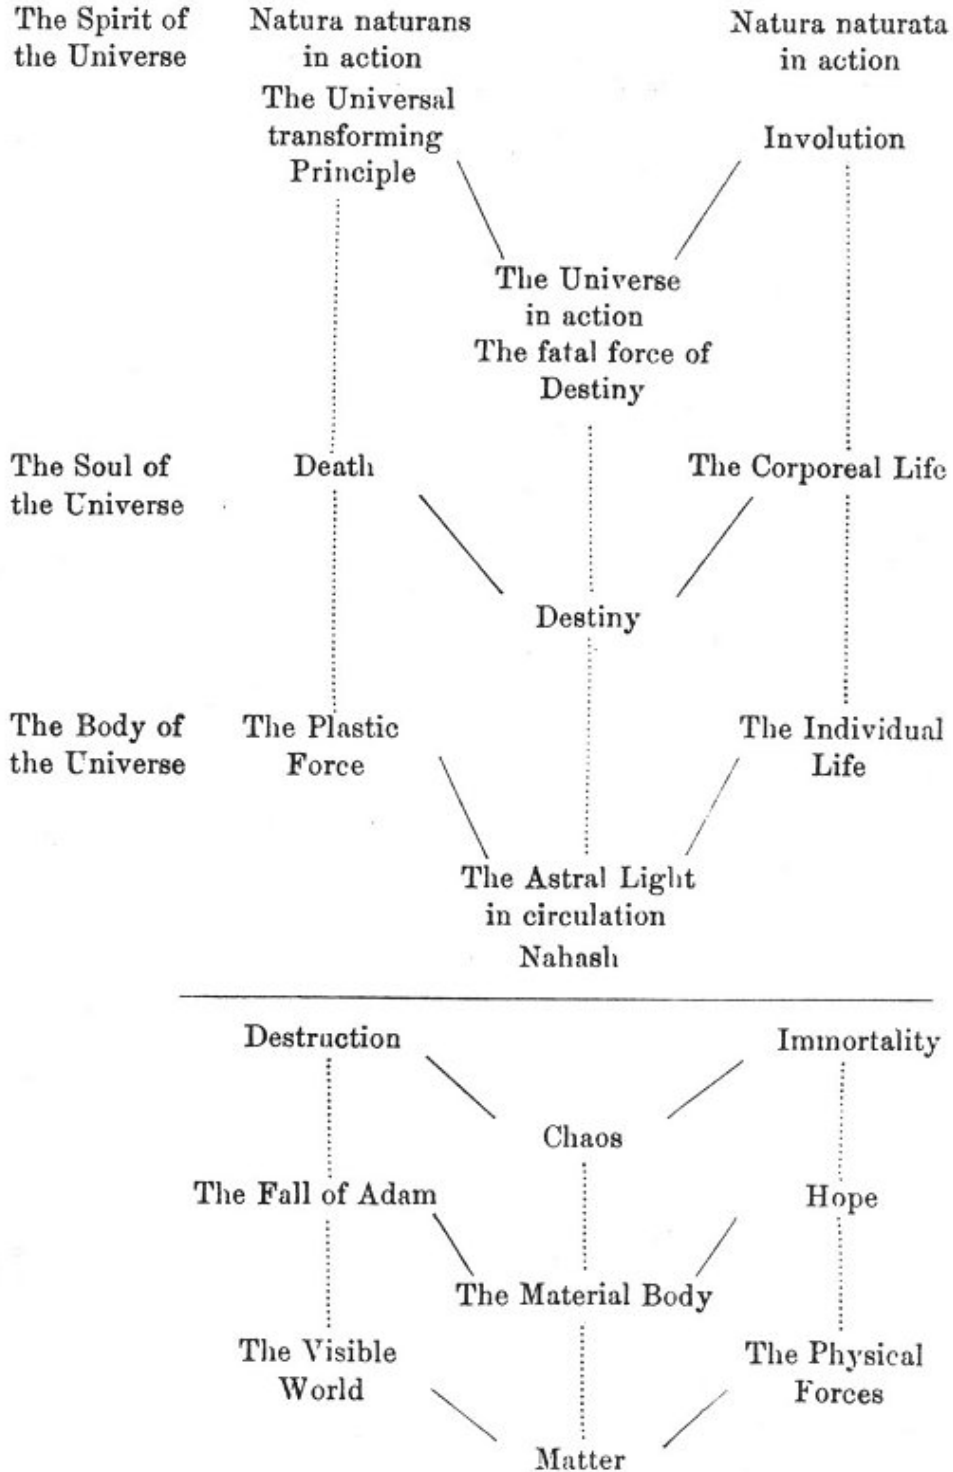 The Spirit of
the Universe
Natura naturans
in action
The Universal
transforming
Principle
Natura naturata
in action
Involution
The Universe
in action
The fatal force of
Destiny
The Soul of
the Universe
Death
The Corporeal Life
Destiny
The Body of
the Universe
The Plastic
Force
The Individual
Life
The Astral Light
in circulation
Nahash
Destruction
Immortality
Chaos
The Fall of Adam
Hope
The Material Body
The Visible
World
The Physical
Forces
Matter